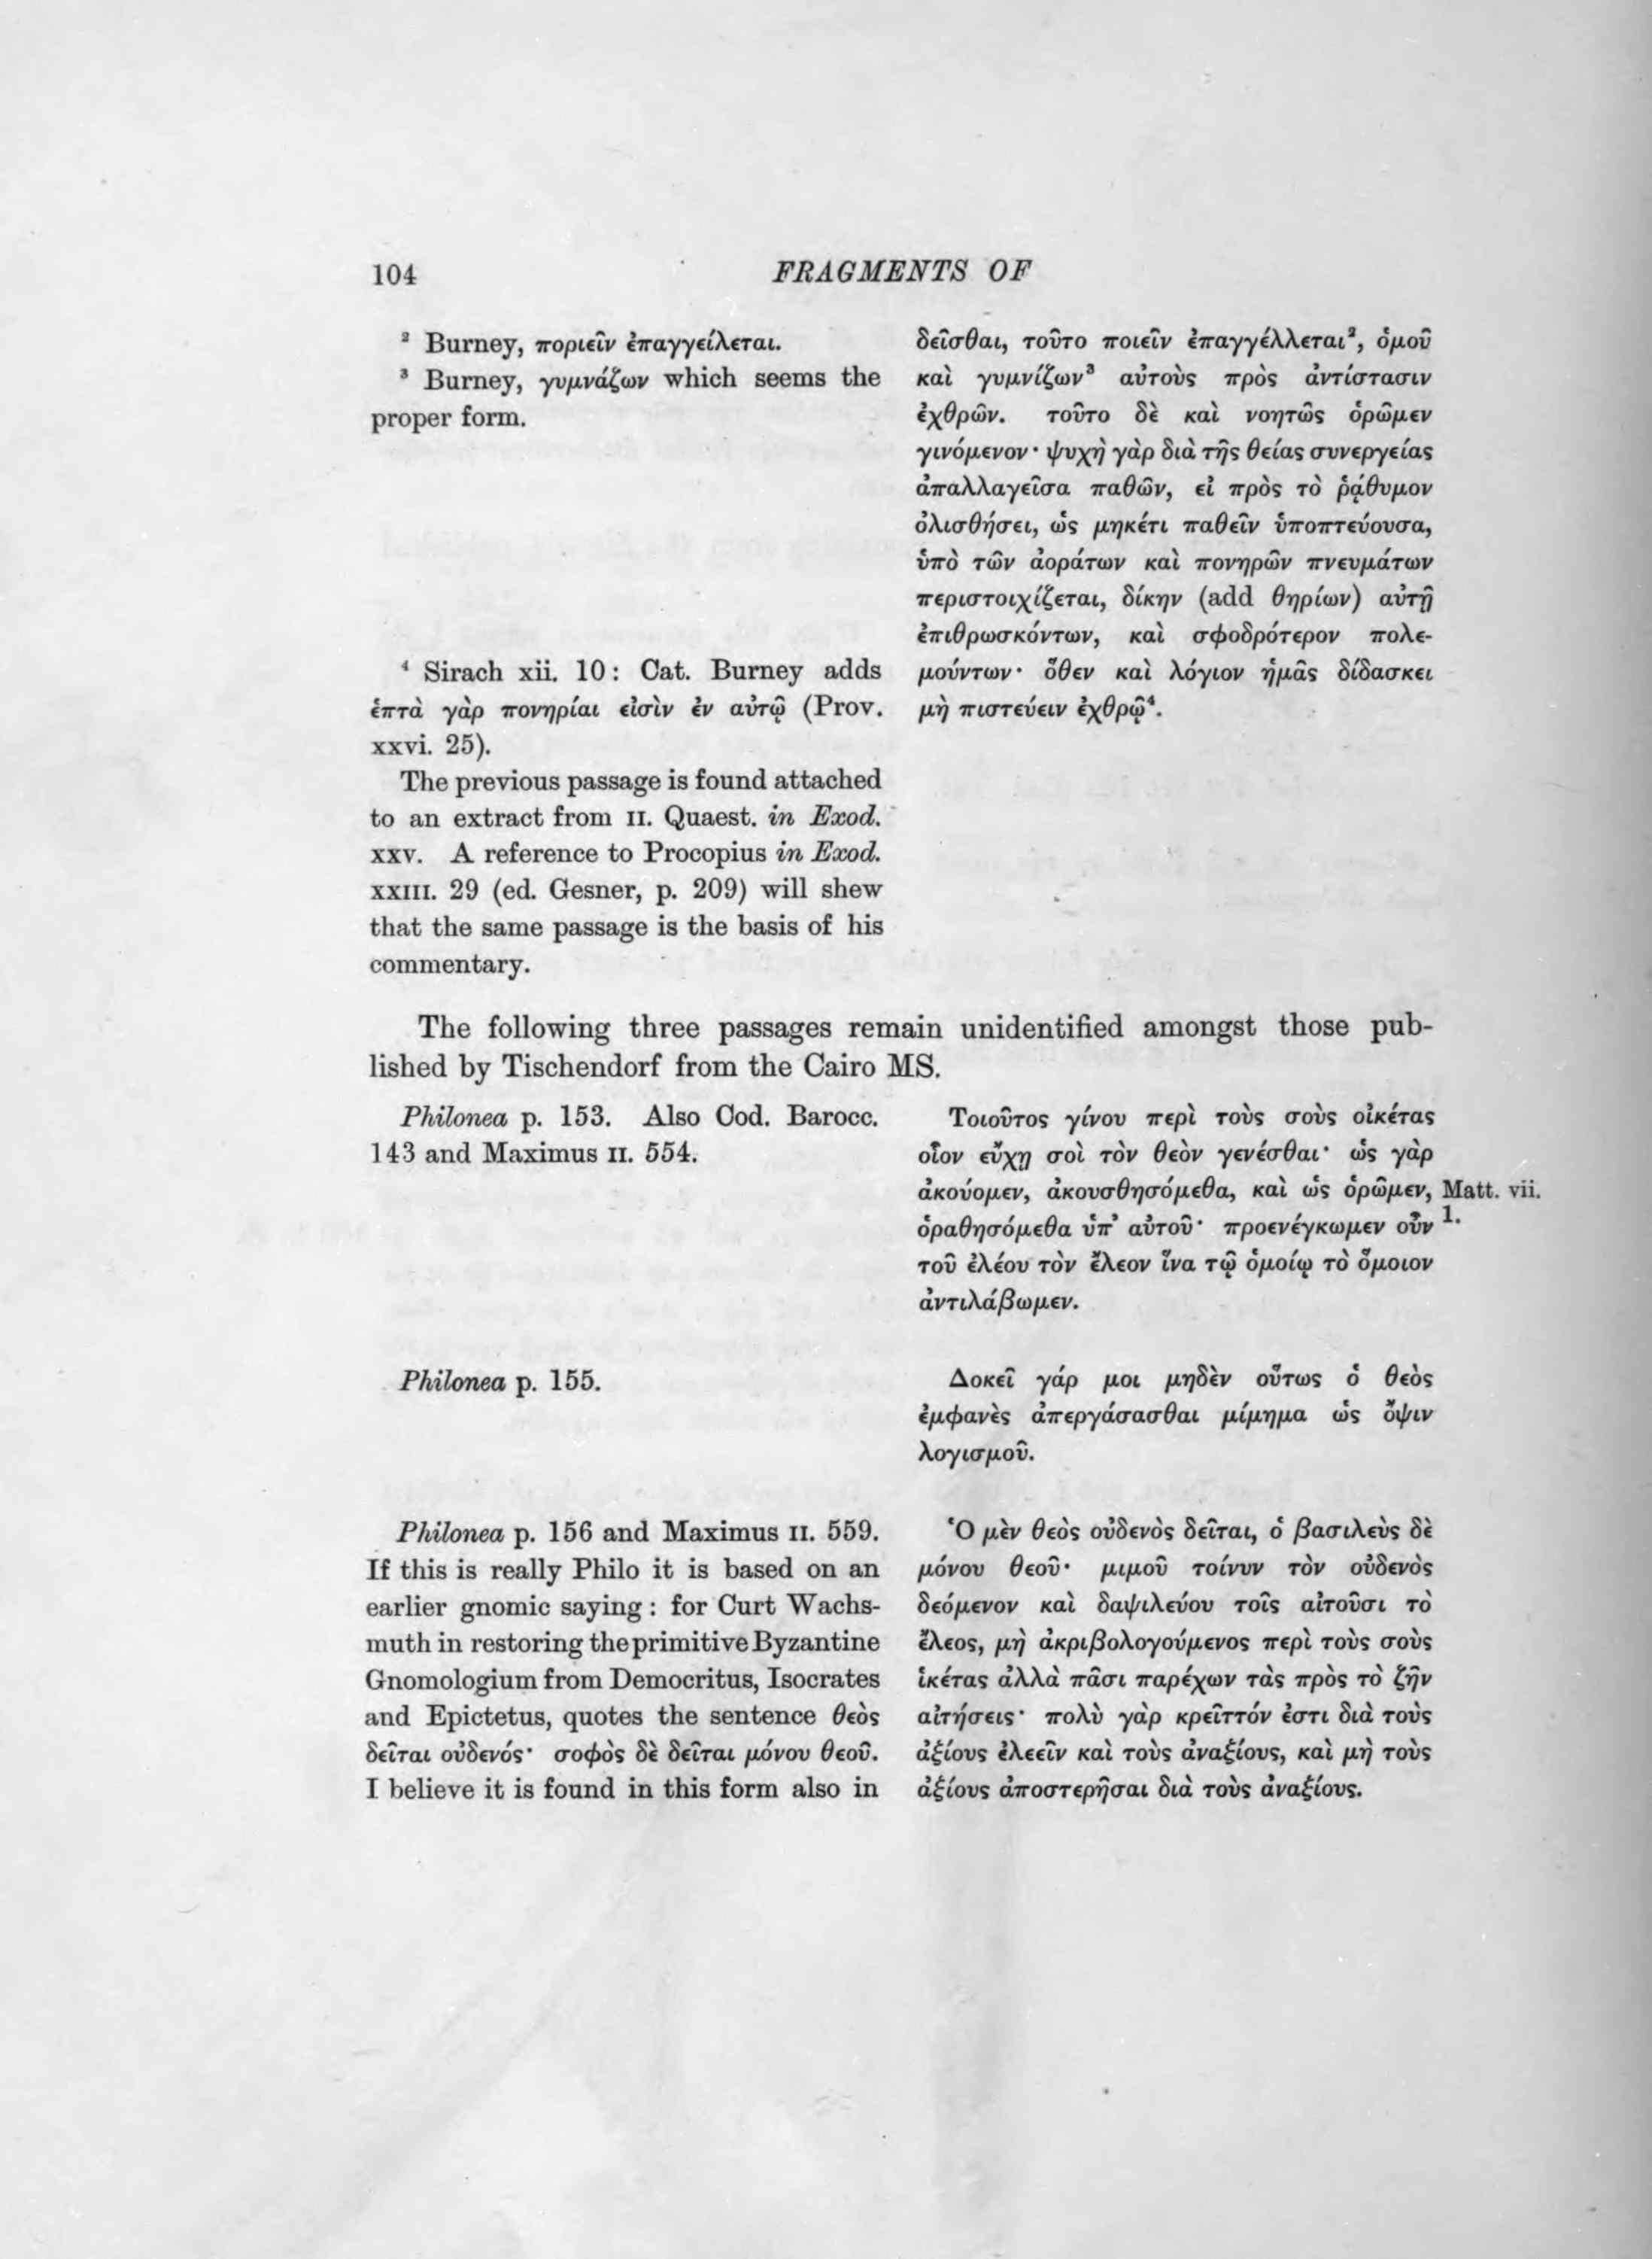 104
FRAGMENTS OF
² Burney, ποριεῖν ἐπαγγείλεται.
³ Burney, γυμνάζων which seems the
proper form.
⁴ Sirach xii. 10 : Cat. Burney adds
ἑπτὰ γὰρ πονηρίαι εἰσὶν ἐν αὐτῷ (Prov.
xxvi. 25).
The previous passage is found attached
to an extract from II. Quaest. in Exod.
XXV. A reference to Procopius in Exod.
XXIII. 29 (ed. Gesner, p. 209) will shew
that the same passage is the basis of his
commentary.
δεῖσθαι, τοῦτο ποιεῖν ἐπαγγέλλεται², ὁμοῦ
καὶ γυμνίζων³ αὐτοὺς πρὸς ἀντίστασιν
ἐχθρῶν. τοῦτο δὲ καὶ νοητῶς ὁρῶμεν
γινόμενον· ψυχὴ γὰρ διὰ τῆς θείας συνεργείας
ἀπαλλαγεῖσα παθῶν, εἰ πρὸς τὸ ῥᾴθυμον
ὀλισθήσει, ὡς μηκέτι παθεῖν ὑποπτεύουσα,
ὑπὸ τῶν ἀοράτων καὶ πονηρῶν πνευμάτων
περιστοιχίζεται, δίκην (add θηρίων) αὐτῇ
ἐπιθρωσκόντων, καὶ σφοδρότερον πολε-
μούντων· ὅθεν καὶ λόγιον ἡμᾶς δίδασκει
μὴ πιστεύειν ἐχθρῷ⁴.
The following three passages remain unidentified amongst those pub-
lished by Tischendorf from the Cairo MS.
Philonea p. 153. Also Cod. Barocc.
143 and Maximus II. 554.
Τοιοῦτος γίνου περὶ τοὺς σοὺς οἰκέτας
οἷον εὔχῃ σοὶ τὸν θεὸν γενέσθαι· ὡς γὰρ
ἀκούομεν, ἀκουσθησόμεθα, καὶ ὡς ὁρῶμεν,
ὁραθησόμεθα ὑπ’ αὐτοῦ· προενέγκωμεν οὖν
τοῦ ἐλέου τὸν ἔλεον ἵνα τῷ ὁμοίῳ τὸ ὅμοιον
ἀντιλάβωμεν.
Matt. vii.
1.
Philonea p. 155.
Δοκεῖ γάρ μοι μηδὲν οὕτως ὁ θεὸς
ἐμφανὲς ἀπεργάσασθαι μίμημα ὡς ὄψιν
λογισμοῦ.
Philonea p. 156 and Maximus II. 559.
If this is really Philo it is based on an
earlier gnomic saying : for Curt Wachs-
muth in restoring the primitive Byzantine
Gnomologium from Democritus, Isocrates
and Epictetus, quotes the sentence θεὸς
δεῖται οὐδενός· σοφὸς δὲ δεῖται μόνου θεοῦ.
I believe it is found in this form also in
Ὁ μὲν θεὸς οὐδενὸς δεῖται, ὁ βασιλεὺς δὲ
μόνου θεοῦ· μιμοῦ τοίνυν τὸν οὐδενὸς
δεόμενον καὶ δαψιλεύου τοῖς αἰτοῦσι τὸ
ἔλεος, μὴ ἀκριβολογούμενος περὶ τοὺς σοὺς
ἱκέτας ἀλλὰ πᾶσι παρέχων τὰς πρὸς τὸ ζῆν
αἰτήσεις· πολὺ γὰρ κρεῖττόν ἐστι διὰ τοὺς
ἀξίους ἐλεεῖν καὶ τοὺς ἀναξίους, καὶ μὴ τοὺς
ἀξίους ἀποστερῆσαι διὰ τοὺς ἀναξίους.